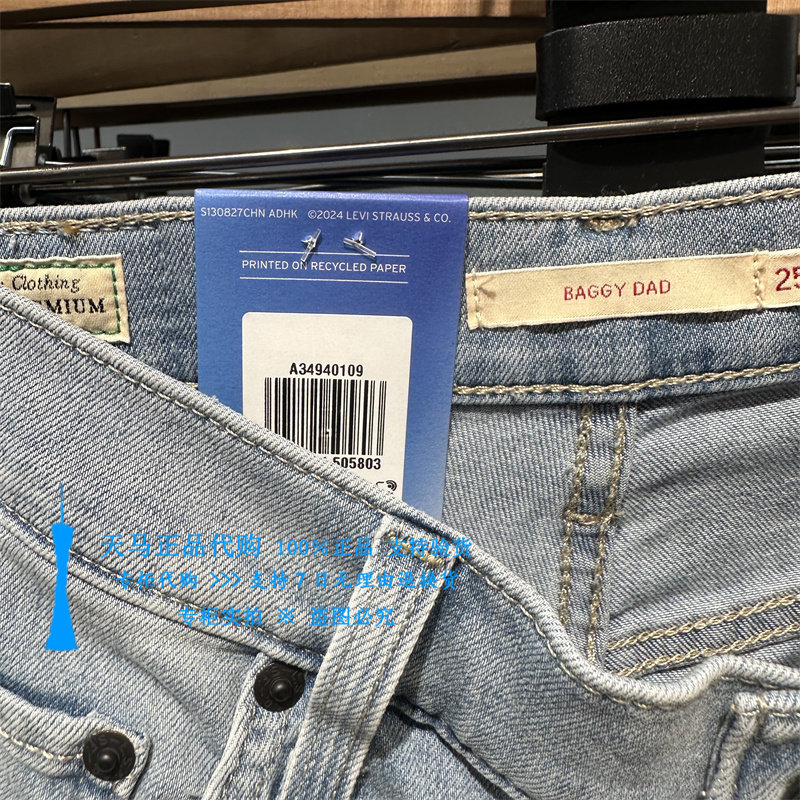 S130827CHN ADHK ©2024 LEVI STRAUSS & CO.
PRINTED ON RECYCLED PAPER
Clothing
BAGGY DAD
25
A34940109
505803
天马正品代购 100%正品 支持验货
专柜代购 >>> 支持7日无理由退换货
专柜实拍 ※ 盗图必究